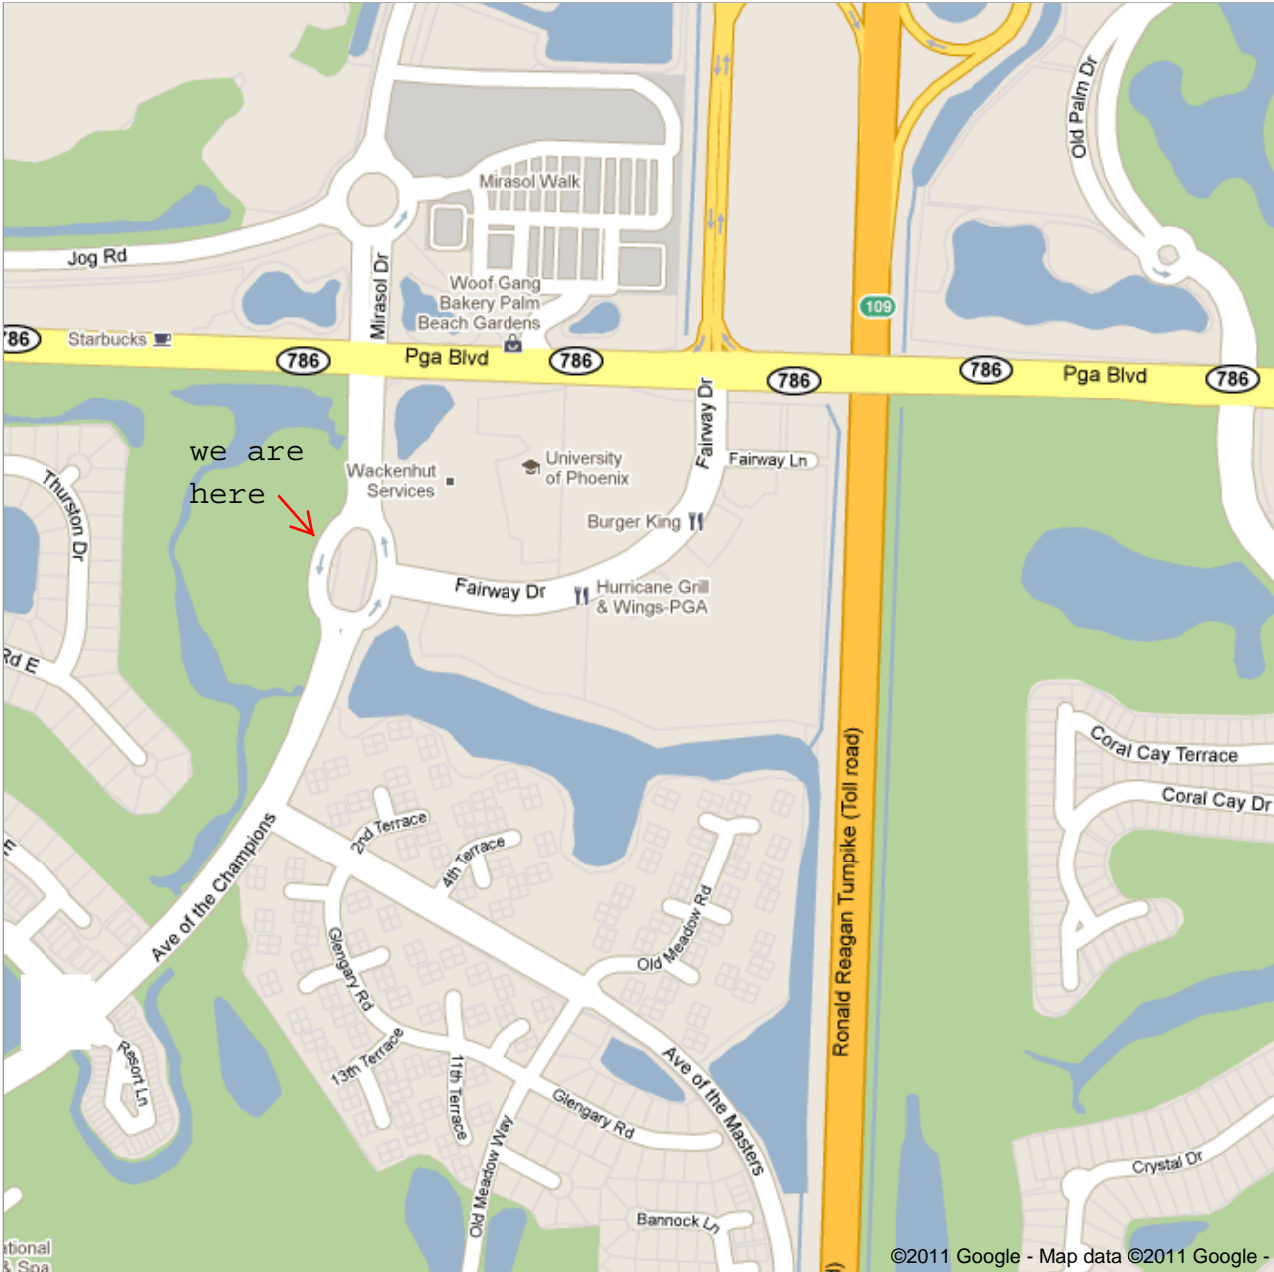 Old Palm Dr
Mirasol Walk
Jog Rd
Mirasol Dr
Woof Gang
Bakery Palm
Beach Gardens
109
786
Starbucks
786
Pga Blvd
786
786
786
Pga Blvd
786
Fairway Dr
we are
here
Wackenhut
Services
University
of Phoenix
Fairway Ln
Thurston Dr
Burger King
Fairway Dr
Hurricane Grill
& Wings-PGA
Rd E
Ronald Reagan Turnpike (Toll road)
Coral Cay Terrace
Coral Cay Dr
2nd Terrace
4th Terrace
Ave of the Champions
Old Meadow Rd
Glengary Rd
13th Terrace
11th Terrace
Resort Ln
Ave of the Masters
Glengary Rd
Old Meadow Way
Crystal Dr
Bannock Ln
ational
& Spa
©2011 Google - Map data ©2011 Google -